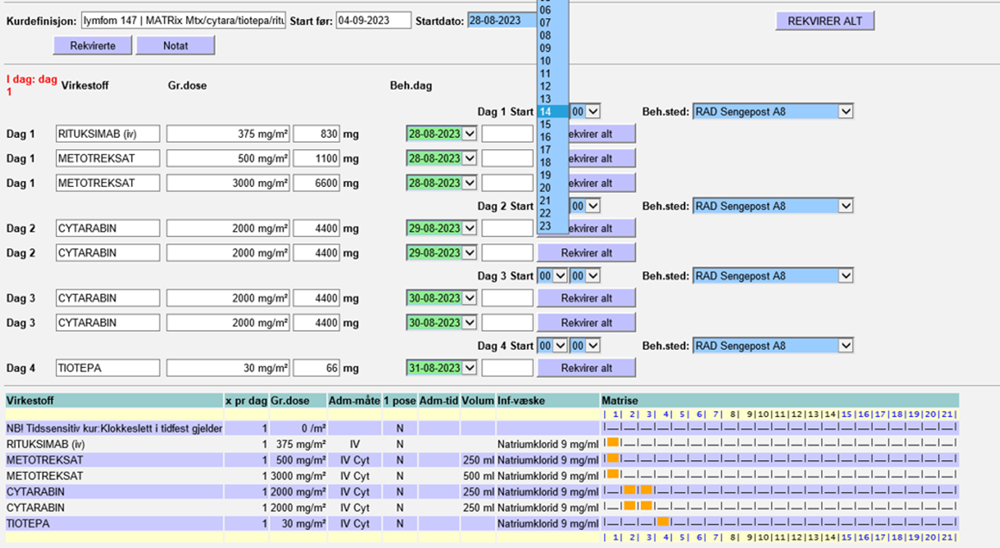 Kurdefinisjon: lymfom 147 | MATRix Mtx/cytara/tiotepa/ritu Start før: 04-09-2023 Startdato: 28-08-2023 REKVIRER ALT
06
07
08
09
10
11
12
13
14
15
16
17
18
19
20
21
22
23
Rekvirerte Notat
I dag: dag 1 Virkestoff Gr.dose Beh.dag
Dag 1 Start 14 00 Beh.sted: RAD Sengepost A8
Dag 1 RITUKSIMAB (iv) 375 mg/m² 830 mg 28-08-2023 ekvirer alt
Dag 1 METOTREKSAT 500 mg/m² 1100 mg 28-08-2023 ekvirer alt
Dag 1 METOTREKSAT 3000 mg/m² 6600 mg 28-08-2023 ekvirer alt
Dag 2 Start 00 Beh.sted: RAD Sengepost A8
Dag 2 CYTARABIN 2000 mg/m² 4400 mg 29-08-2023 ekvirer alt
Dag 2 CYTARABIN 2000 mg/m² 4400 mg 29-08-2023 Rekvirer alt
Dag 3 Start 00 00 Beh.sted: RAD Sengepost A8
Dag 3 CYTARABIN 2000 mg/m² 4400 mg 30-08-2023 Rekvirer alt
Dag 3 CYTARABIN 2000 mg/m² 4400 mg 30-08-2023 Rekvirer alt
Dag 4 Start 00 00 Beh.sted: RAD Sengepost A8
Dag 4 TIOTEPA 30 mg/m² 66 mg 31-08-2023 Rekvirer alt
Virkestoff x pr dag Gr.dose Adm-måte 1 pose Adm-tid Volum Inf-væske Matrise
| 1| 2| 3| 4| 5| 6| 7| 8| 9|10|11|12|13|14|15|16|17|18|19|20|21|
NB! Tidssensitiv kur:Klokkeslett i tidfest gjelder 1 0 /m² N
RITUKSIMAB (iv) 1 375 mg/m² IV N Natriumklorid 9 mg/ml
METOTREKSAT 1 500 mg/m² IV Cyt N 250 ml Natriumklorid 9 mg/ml
METOTREKSAT 1 3000 mg/m² IV Cyt N 500 ml Natriumklorid 9 mg/ml
CYTARABIN 1 2000 mg/m² IV Cyt N 250 ml Natriumklorid 9 mg/ml
CYTARABIN 1 2000 mg/m² IV Cyt N 250 ml Natriumklorid 9 mg/ml
TIOTEPA 1 30 mg/m² IV Cyt N Natriumklorid 9 mg/ml
| 1| 2| 3| 4| 5| 6| 7| 8| 9|10|11|12|13|14|15|16|17|18|19|20|21|